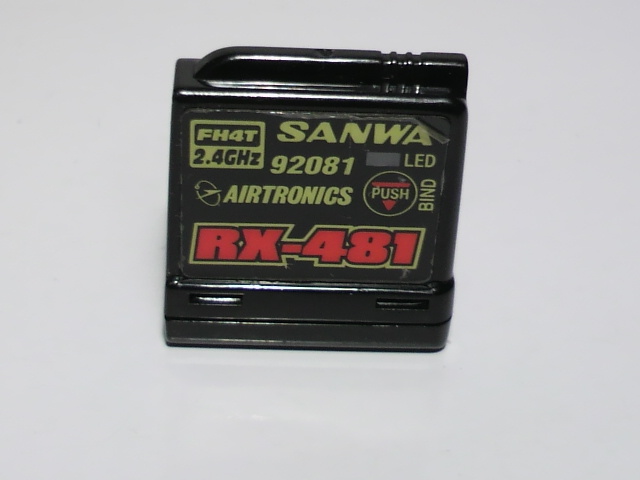 FH4T
2.4GHz
SANWA
92081
LED
AIRTRONICS
PUSH
BIND
RX-481